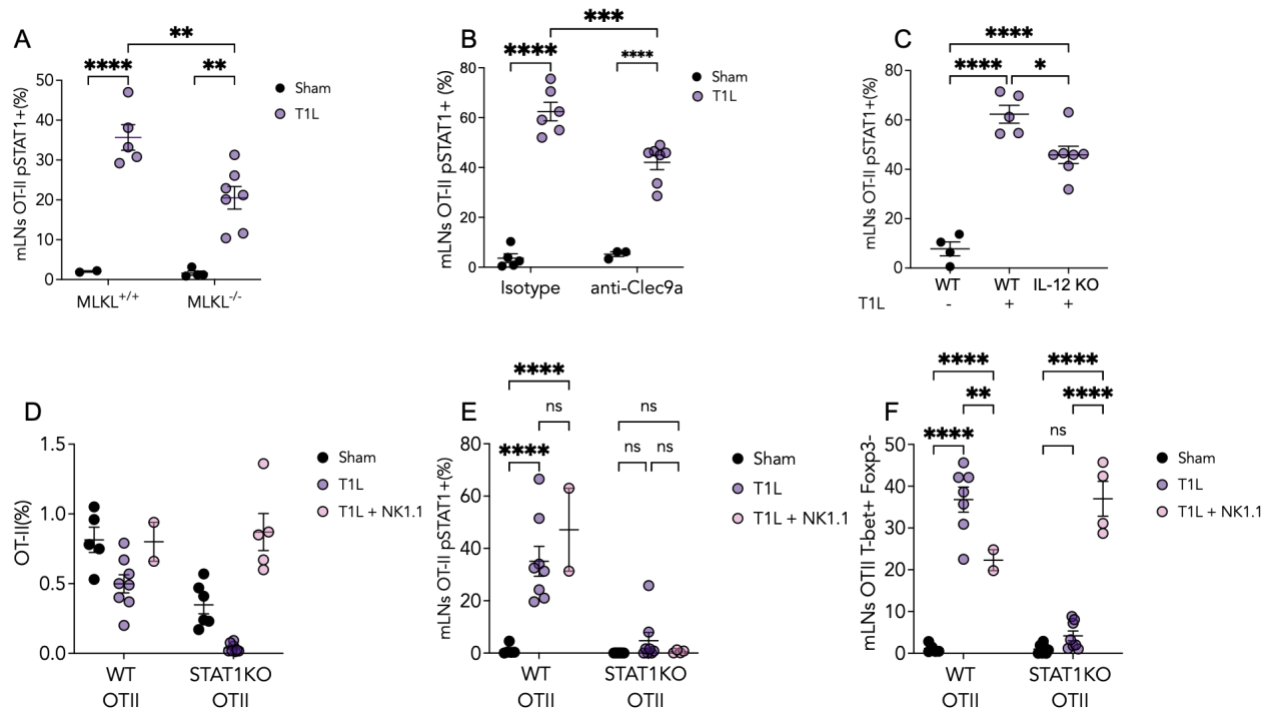 A
**
****
**
mLNs OT-II pSTAT1+(%)
50
40
30
20
10
0
MLKL+/+
MLKL-/-
Sham
T1L
B
***
****
****
mLNs OT-II pSTAT1+ (%)
80
60
40
20
0
Isotype
anti-Clec9a
Sham
T1L
C
****
****
*
mLNs OT-II pSTAT1+(%)
80
60
40
20
0
WT
WT
IL-12 KO
T1L
-
+
+
D
OT-II(%)
1.5
1.0
0.5
0.0
WT
OTII
STAT1KO
OTII
Sham
T1L
T1L + NK1.1
E
****
ns
ns
****
ns
ns
mLNs OT-II pSTAT1+(%)
80
60
40
20
0
WT
OTII
STAT1KO
OTII
Sham
T1L
T1L + NK1.1
F
****
****
**
****
****
ns
mLNs OTII T-bet+ Foxp3-
50
40
30
20
10
0
WT
OTII
STAT1KO
OTII
Sham
T1L
T1L + NK1.1